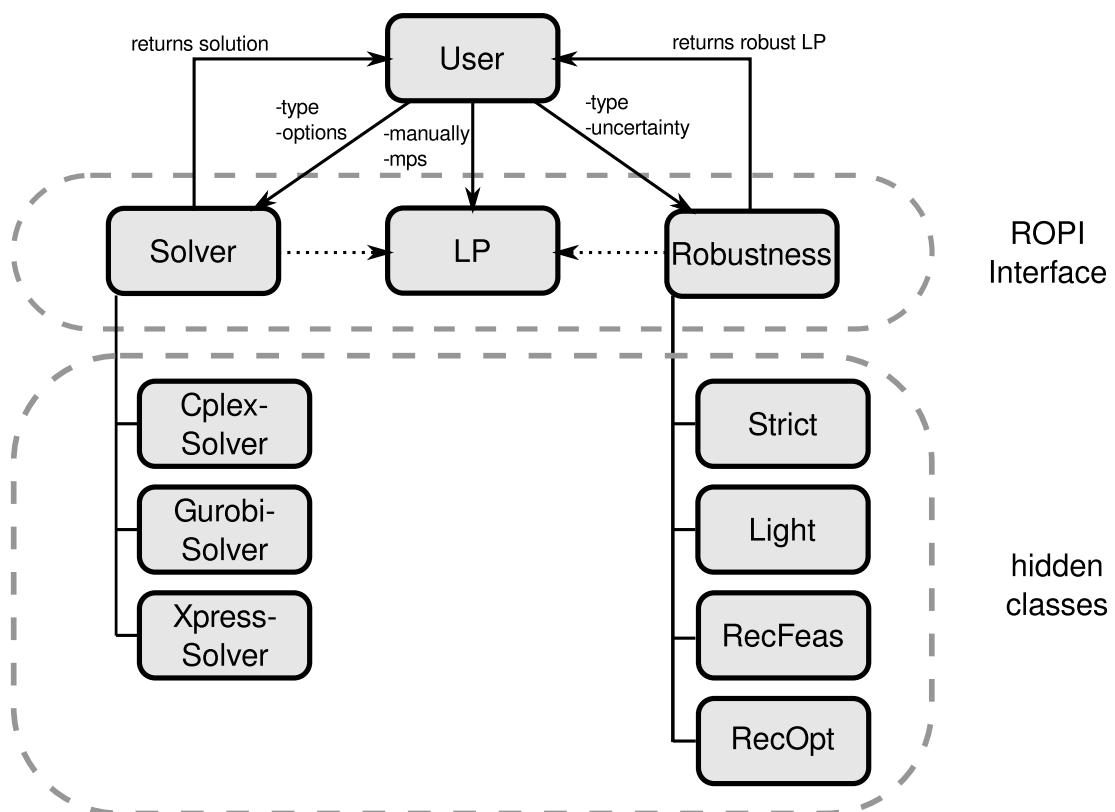 returns solution
User
returns robust LP
-type
-options
-manually
-mps
-type
-uncertainty
Solver
LP
Robustness
ROPI
Interface
Cplex-
Solver
Gurobi-
Solver
Xpress-
Solver
Strict
Light
RecFeas
RecOpt
hidden
classes